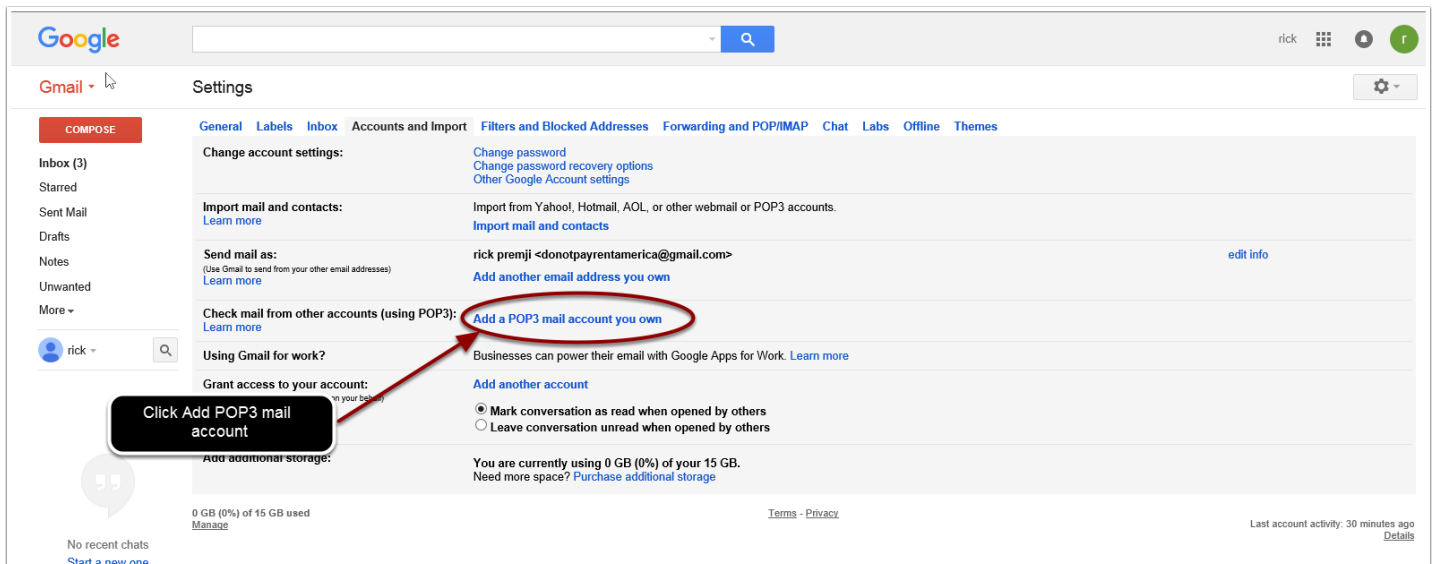 Google
rick
r
Gmail
Settings
COMPOSE
General Labels Inbox Accounts and Import Filters and Blocked Addresses Forwarding and POP/IMAP Chat Labs Offline Themes
Inbox (3)
Starred
Sent Mail
Drafts
Notes
Unwanted
More
rick
Change account settings:
Change password
Change password recovery options
Other Google Account settings
Import mail and contacts:
Learn more
Import from Yahoo!, Hotmail, AOL, or other webmail or POP3 accounts.
Import mail and contacts
Send mail as:
(Use Gmail to send from your other email addresses)
Learn more
rick premji <donotpayrentamerica@gmail.com>
edit info
Add another email address you own
Check mail from other accounts (using POP3):
Learn more
Add a POP3 mail account you own
Using Gmail for work?
Businesses can power their email with Google Apps for Work. Learn more
Grant access to your account:
on your behalf)
Add another account
Mark conversation as read when opened by others
Leave conversation unread when opened by others
Click Add POP3 mail
account
Add additional storage:
You are currently using 0 GB (0%) of your 15 GB.
Need more space? Purchase additional storage
0 GB (0%) of 15 GB used
Manage
Terms - Privacy
Last account activity: 30 minutes ago
Details
No recent chats
Start a new one